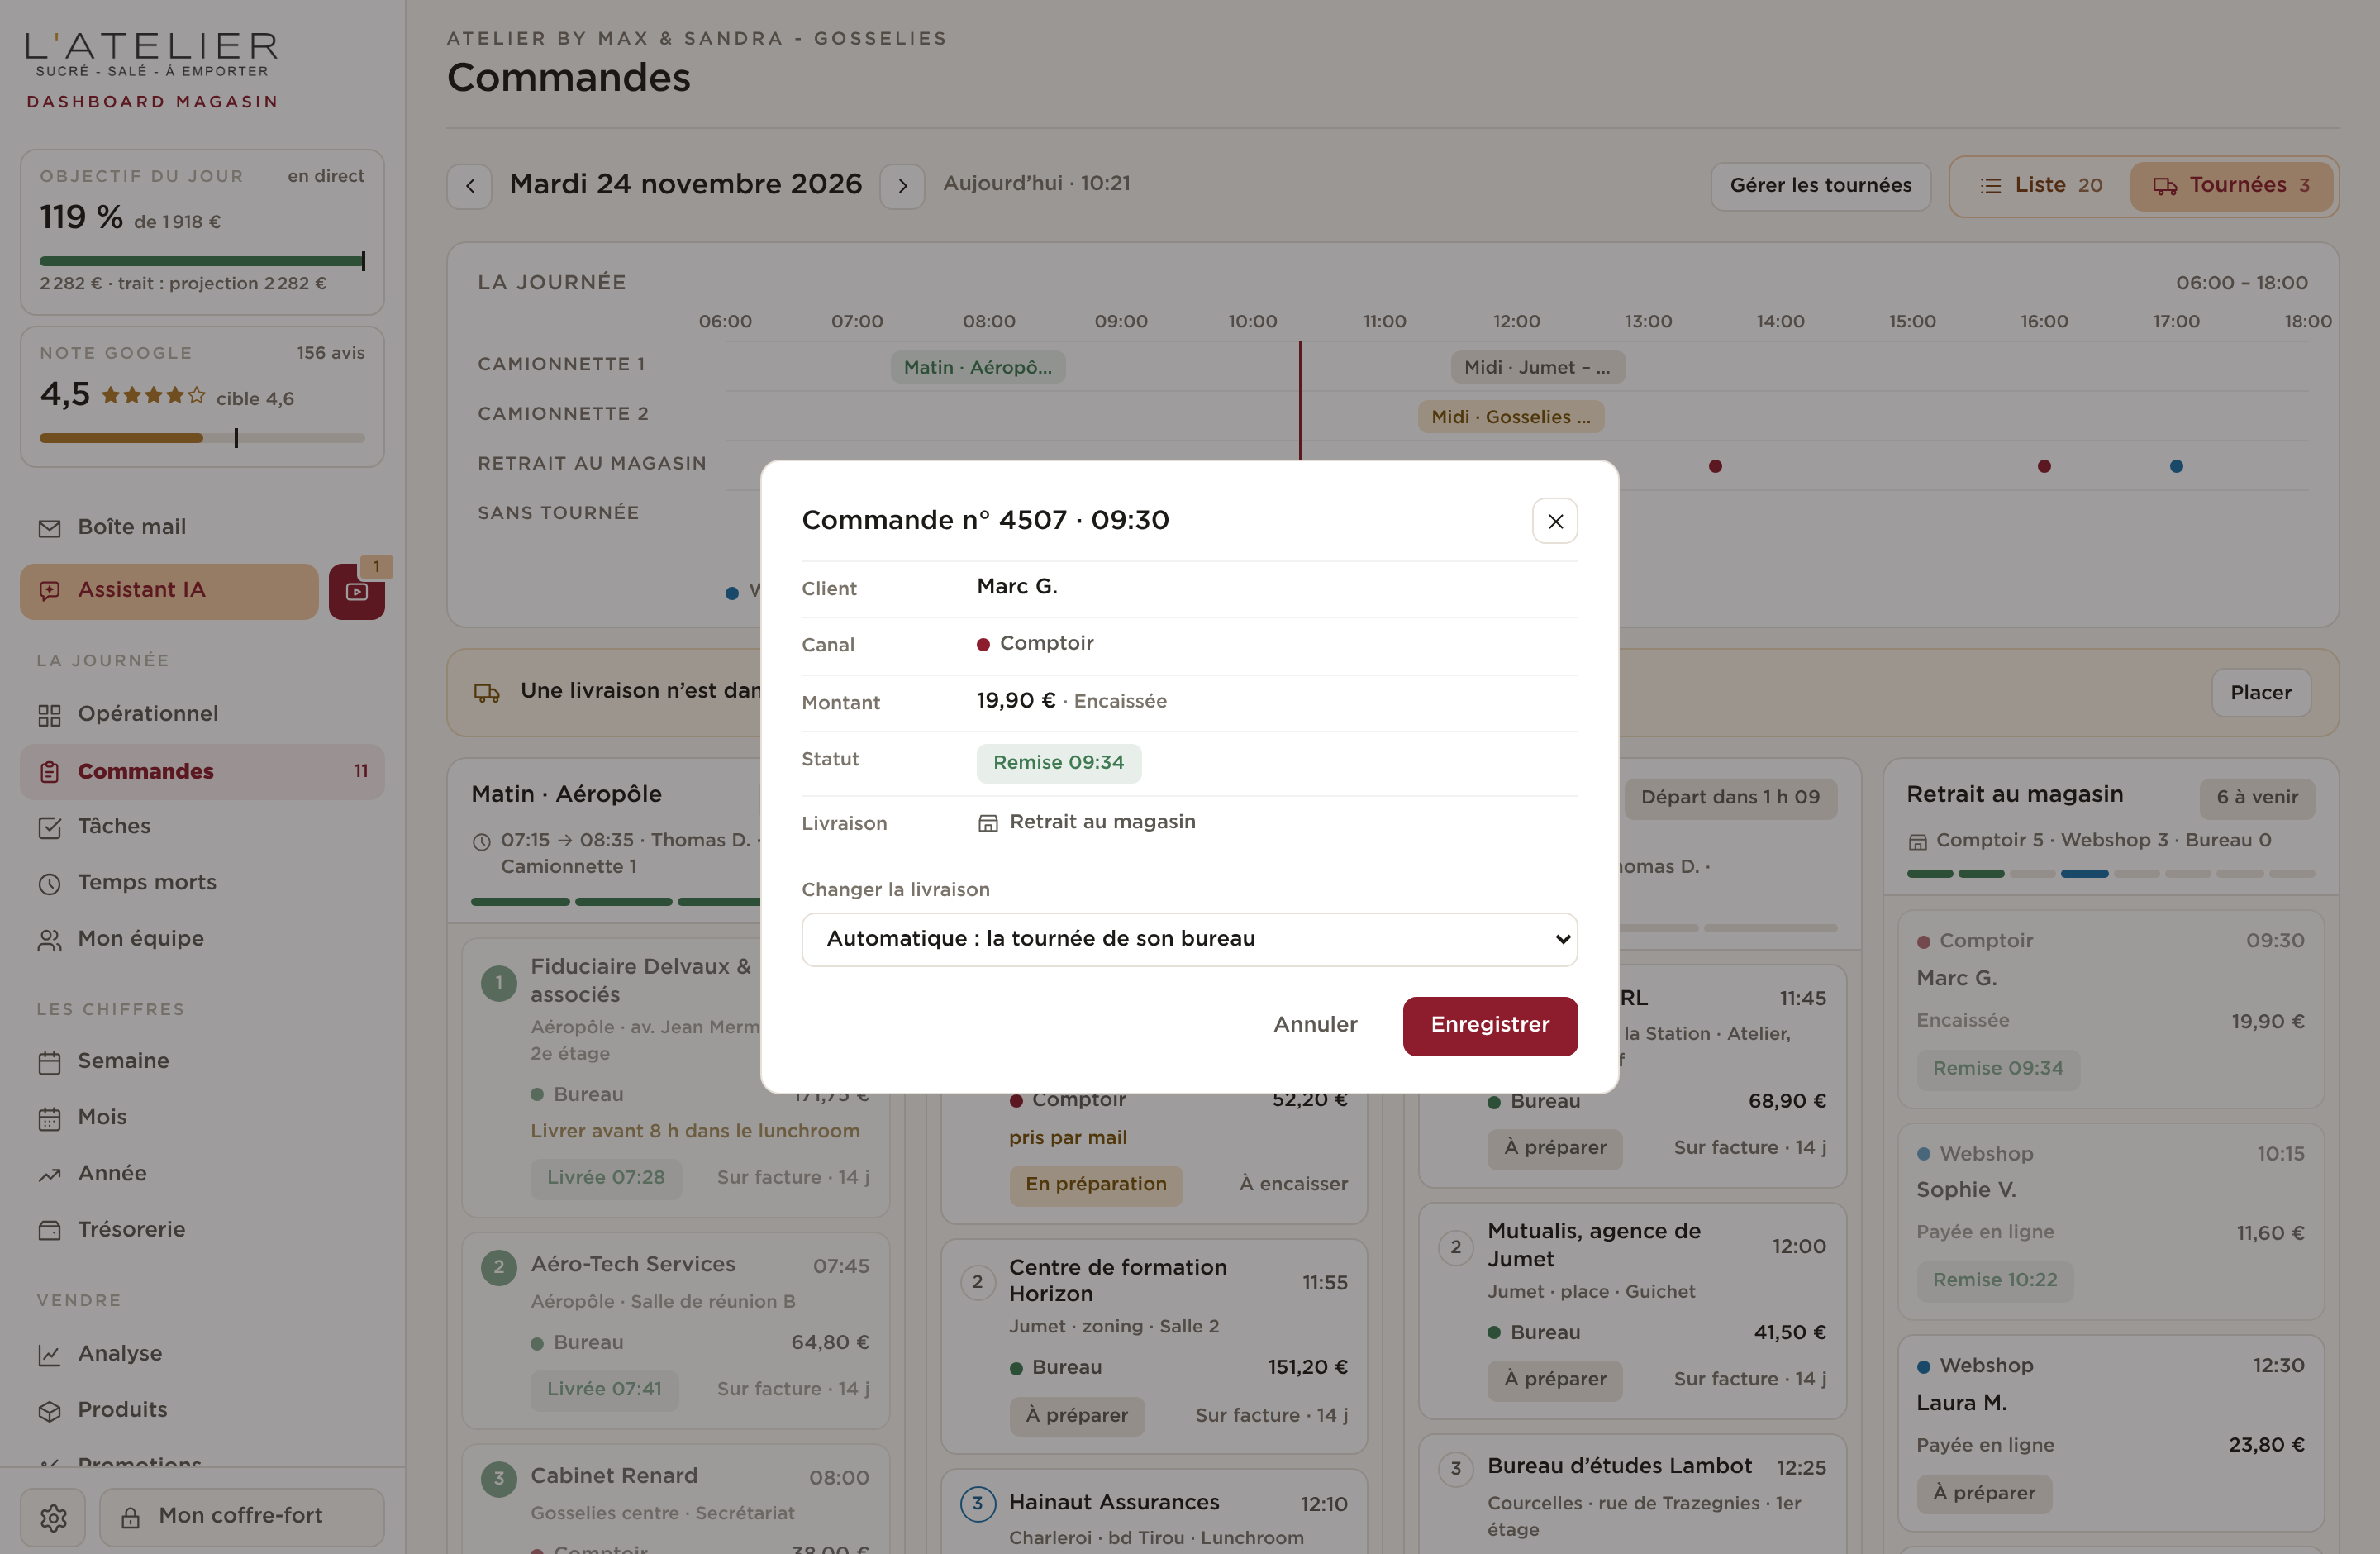 L'ATELIER
SUCRÉ - SALÉ - Á EMPORTER
DASHBOARD MAGASIN
OBJECTIF DU JOUR en direct
119 % de 1 918 €
2 282 € · trait : projection 2 282 €
NOTE GOOGLE 156 avis
4,5 cible 4,6
Boîte mail
Assistant IA 1
LA JOURNÉE
Opérationnel
Commandes 11
Tâches
Temps morts
Mon équipe
LES CHIFFRES
Semaine
Mois
Année
Trésorerie
VENDRE
Analyse
Produits
Promotions
Mon coffre-fort
ATELIER BY MAX & SANDRA - GOSSELIES
Commandes
Mardi 24 novembre 2026 Aujourd’hui · 10:21
Gérer les tournées Liste 20 Tournées 3
LA JOURNÉE 06:00 – 18:00
06:00 07:00 08:00 09:00 10:00 11:00 12:00 13:00 14:00 15:00 16:00 17:00 18:00
CAMIONNETTE 1 Matin · Aéropô... Midi · Jumet – ...
CAMIONNETTE 2 Midi · Gosselies ...
RETRAIT AU MAGASIN
SANS TOURNÉE
Une livraison n’est dan
Placer
Commande n° 4507 · 09:30
Client Marc G.
Canal Comptoir
Montant 19,90 € · Encaissée
Statut Remise 09:34
Livraison Retrait au magasin
Changer la livraison
Automatique : la tournée de son bureau
Annuler Enregistrer
Matin · Aéropôle
07:15 → 08:35 · Thomas D. ·
Camionnette 1
1 Fiduciaire Delvaux &
associés
Aéropôle · av. Jean Merm
2e étage
Bureau 171,75 €
Livrer avant 8 h dans le lunchroom
Livrée 07:28 Sur facture · 14 j
2 Aéro-Tech Services 07:45
Aéropôle · Salle de réunion B
Bureau 64,80 €
Livrée 07:41 Sur facture · 14 j
3 Cabinet Renard 08:00
Gosselies centre · Secrétariat
Comptoir 38,00 €
Comptoir 52,20 €
pris par mail
En préparation À encaisser
2 Centre de formation
Horizon 11:55
Jumet · zoning · Salle 2
Bureau 151,20 €
À préparer Sur facture · 14 j
3 Hainaut Assurances 12:10
Charleroi · bd Tirou · Lunchroom
Départ dans 1 h 09
omas D. ·
RL 11:45
la Station · Atelier,
Bureau 68,90 €
À préparer Sur facture · 14 j
2 Mutualis, agence de
Jumet 12:00
Jumet · place · Guichet
Bureau 41,50 €
À préparer Sur facture · 14 j
3 Bureau d’études Lambot 12:25
Courcelles · rue de Trazegnies · 1er
étage
Retrait au magasin 6 à venir
Comptoir 5 · Webshop 3 · Bureau 0
Comptoir 09:30
Marc G.
Encaissée 19,90 €
Remise 09:34
Webshop 10:15
Sophie V.
Payée en ligne 11,60 €
Remise 10:22
Webshop 12:30
Laura M.
Payée en ligne 23,80 €
À préparer